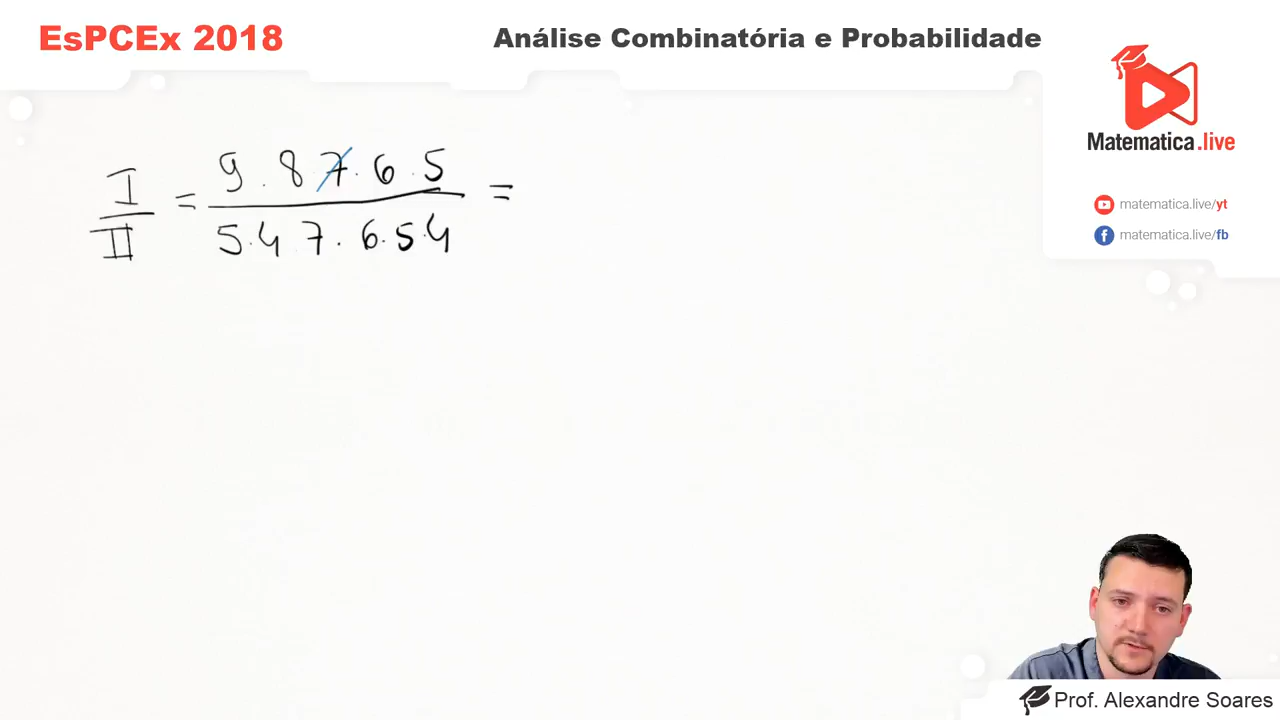 EsPCEx 2018
Análise Combinatória e Probabilidade
Matematica.live
matematica.live/yt
matematica.live/fb
I = 9 . 8 . 7 . 6 . 5 =
II 5 . 4 7 . 6 . 5 . 4
Prof. Alexandre Soares